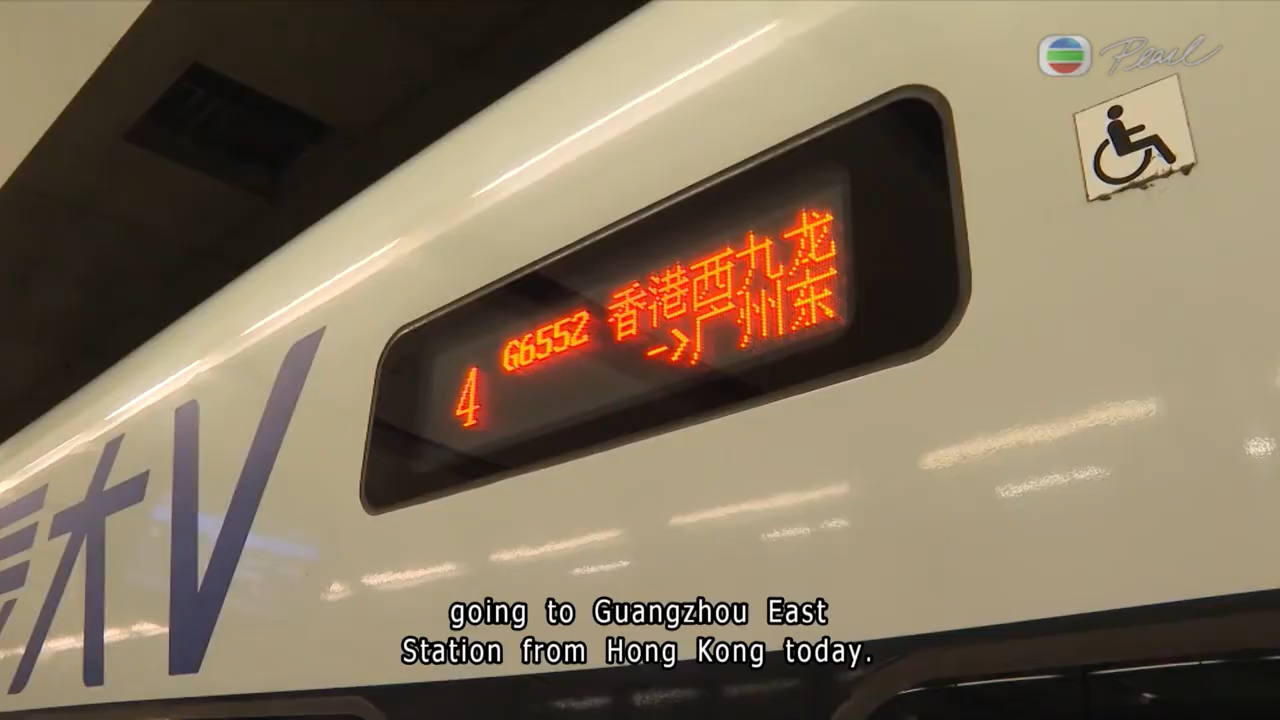 Pearl
G6552 香港西九龙
4 ->广州东
going to Guangzhou East
Station from Hong Kong today.